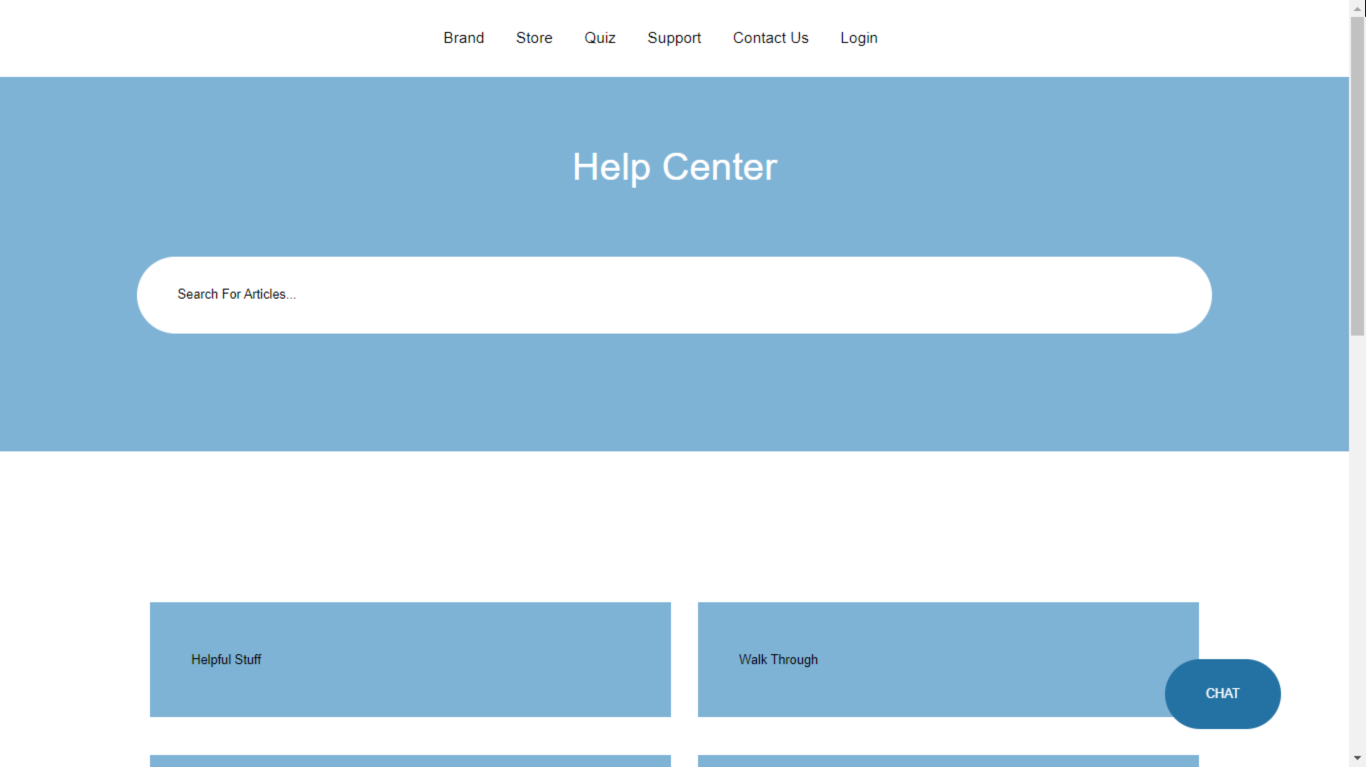 Brand Store Quiz Support Contact Us Login
Help Center
Search For Articles...
Helpful Stuff
Walk Through
CHAT